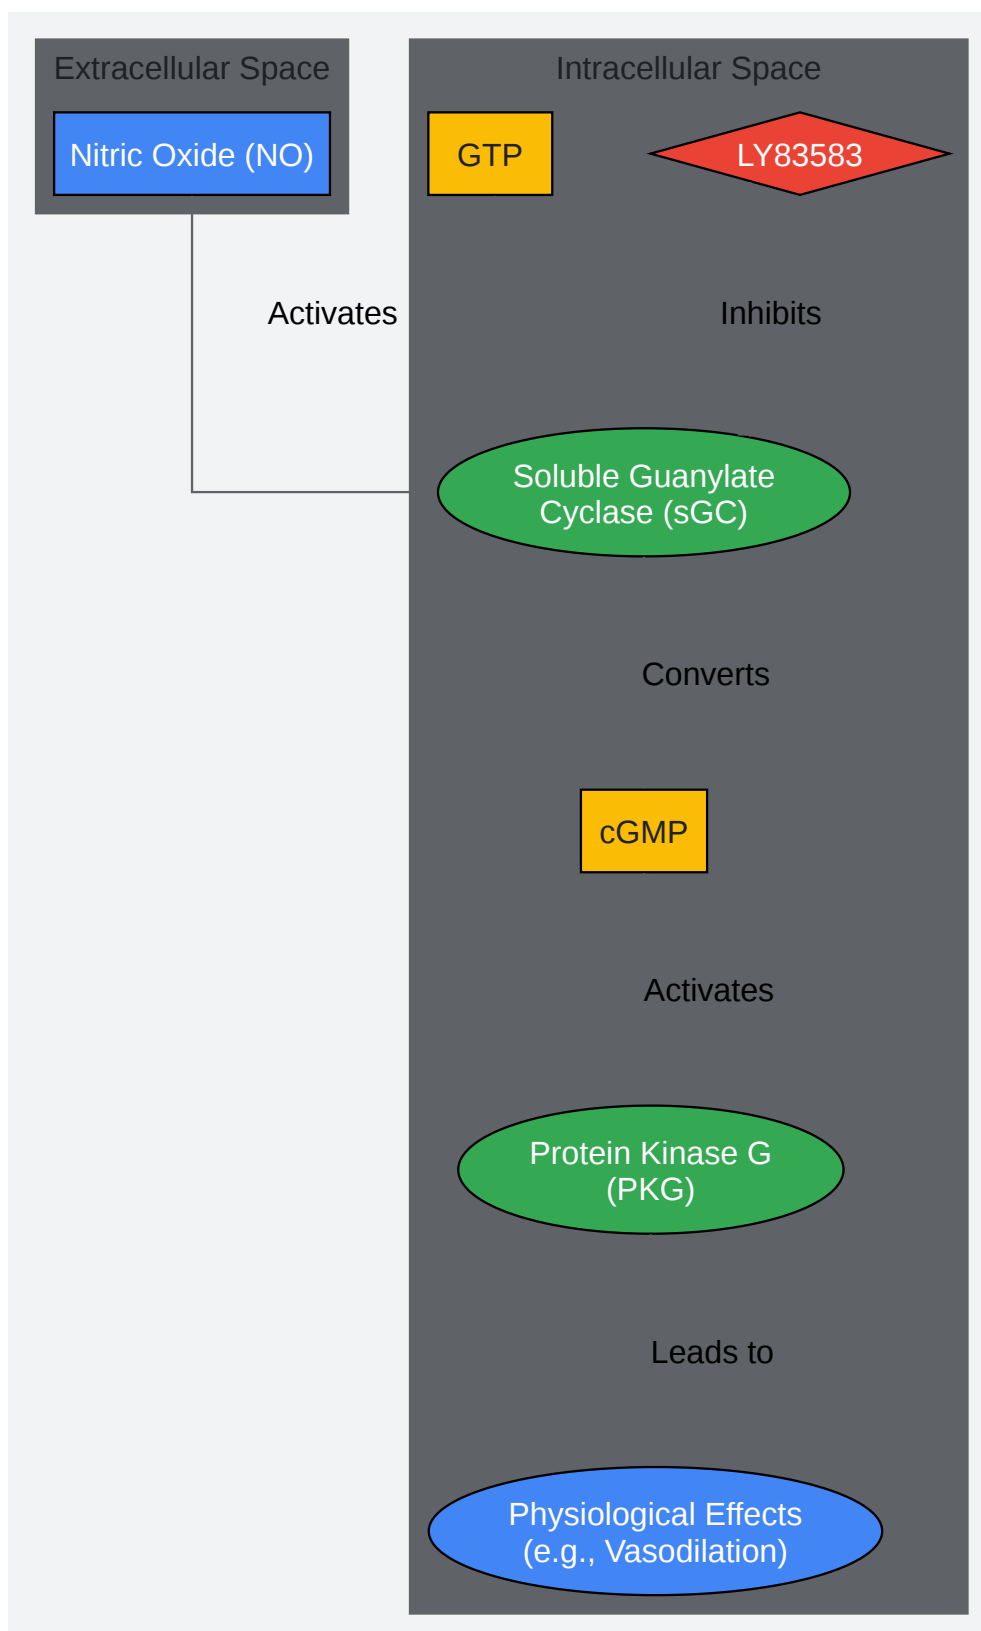 Extracellular Space
Intracellular Space
Nitric Oxide (NO)
GTP
LY83583
Activates
Inhibits
Soluble Guanylate
Cyclase (sGC)
Converts
cGMP
Activates
Protein Kinase G
(PKG)
Leads to
Physiological Effects
(e.g., Vasodilation)